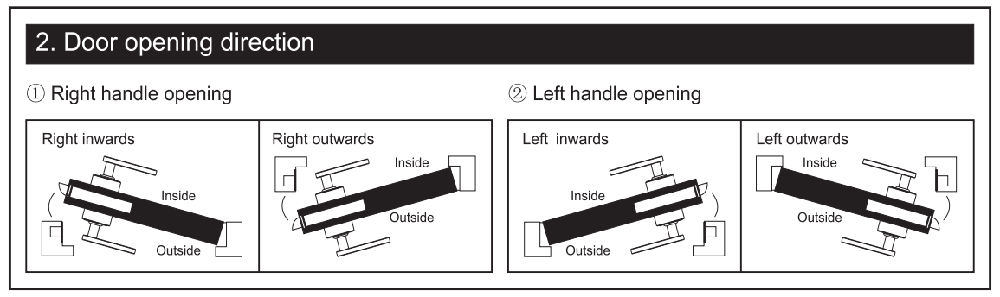 2. Door opening direction
① Right handle opening
② Left handle opening
Right inwards
Inside
Outside
Right outwards
Inside
Outside
Left inwards
Inside
Outside
Left outwards
Inside
Outside